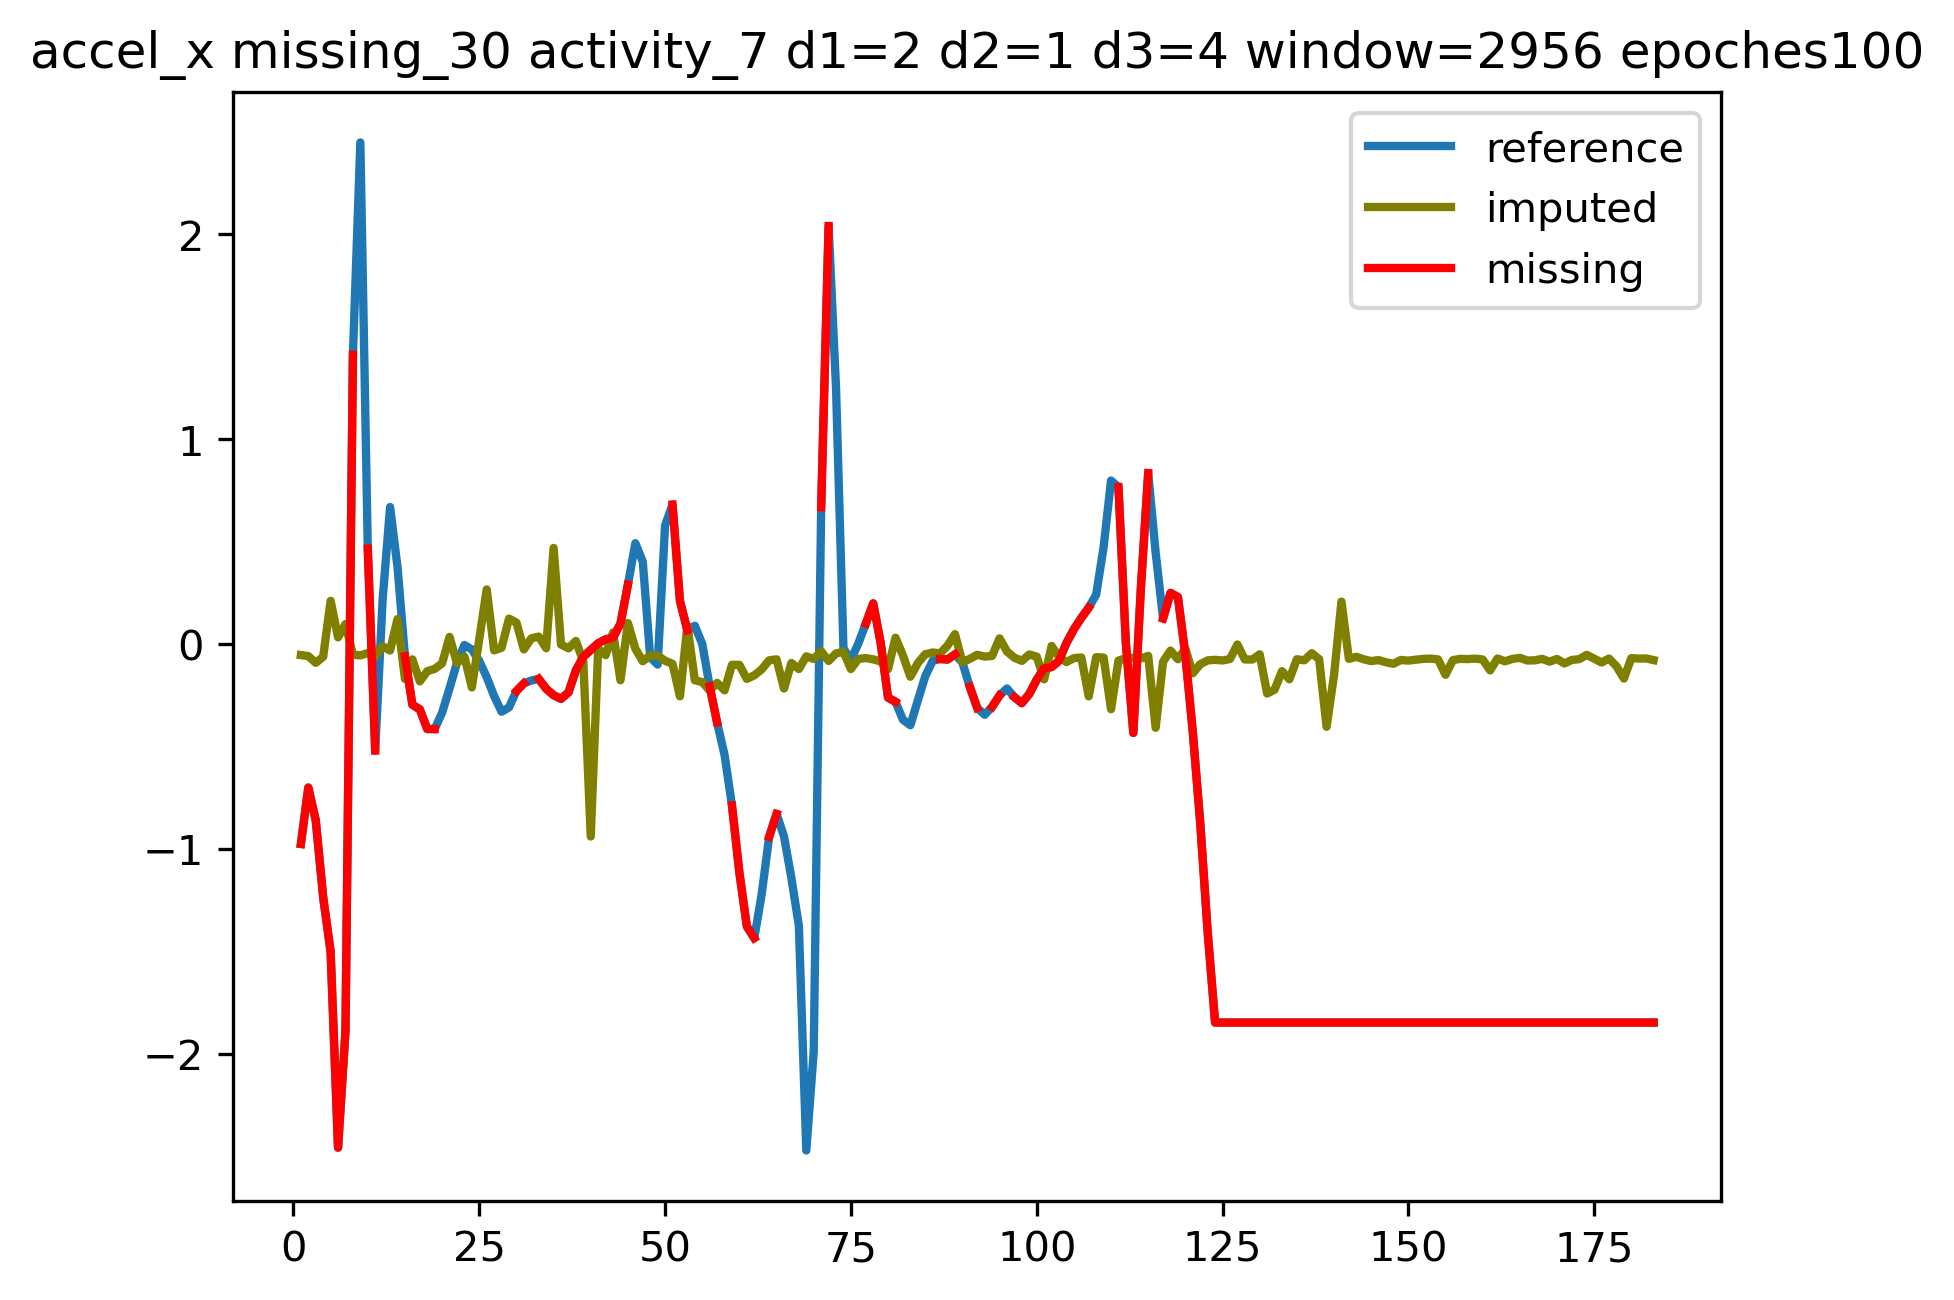 accel_x missing_30 activity_7 d1=2 d2=1 d3=4 window=2956 epoches100
reference
imputed
missing
2
1
0
−1
−2
0 25 50 75 100 125 150 175